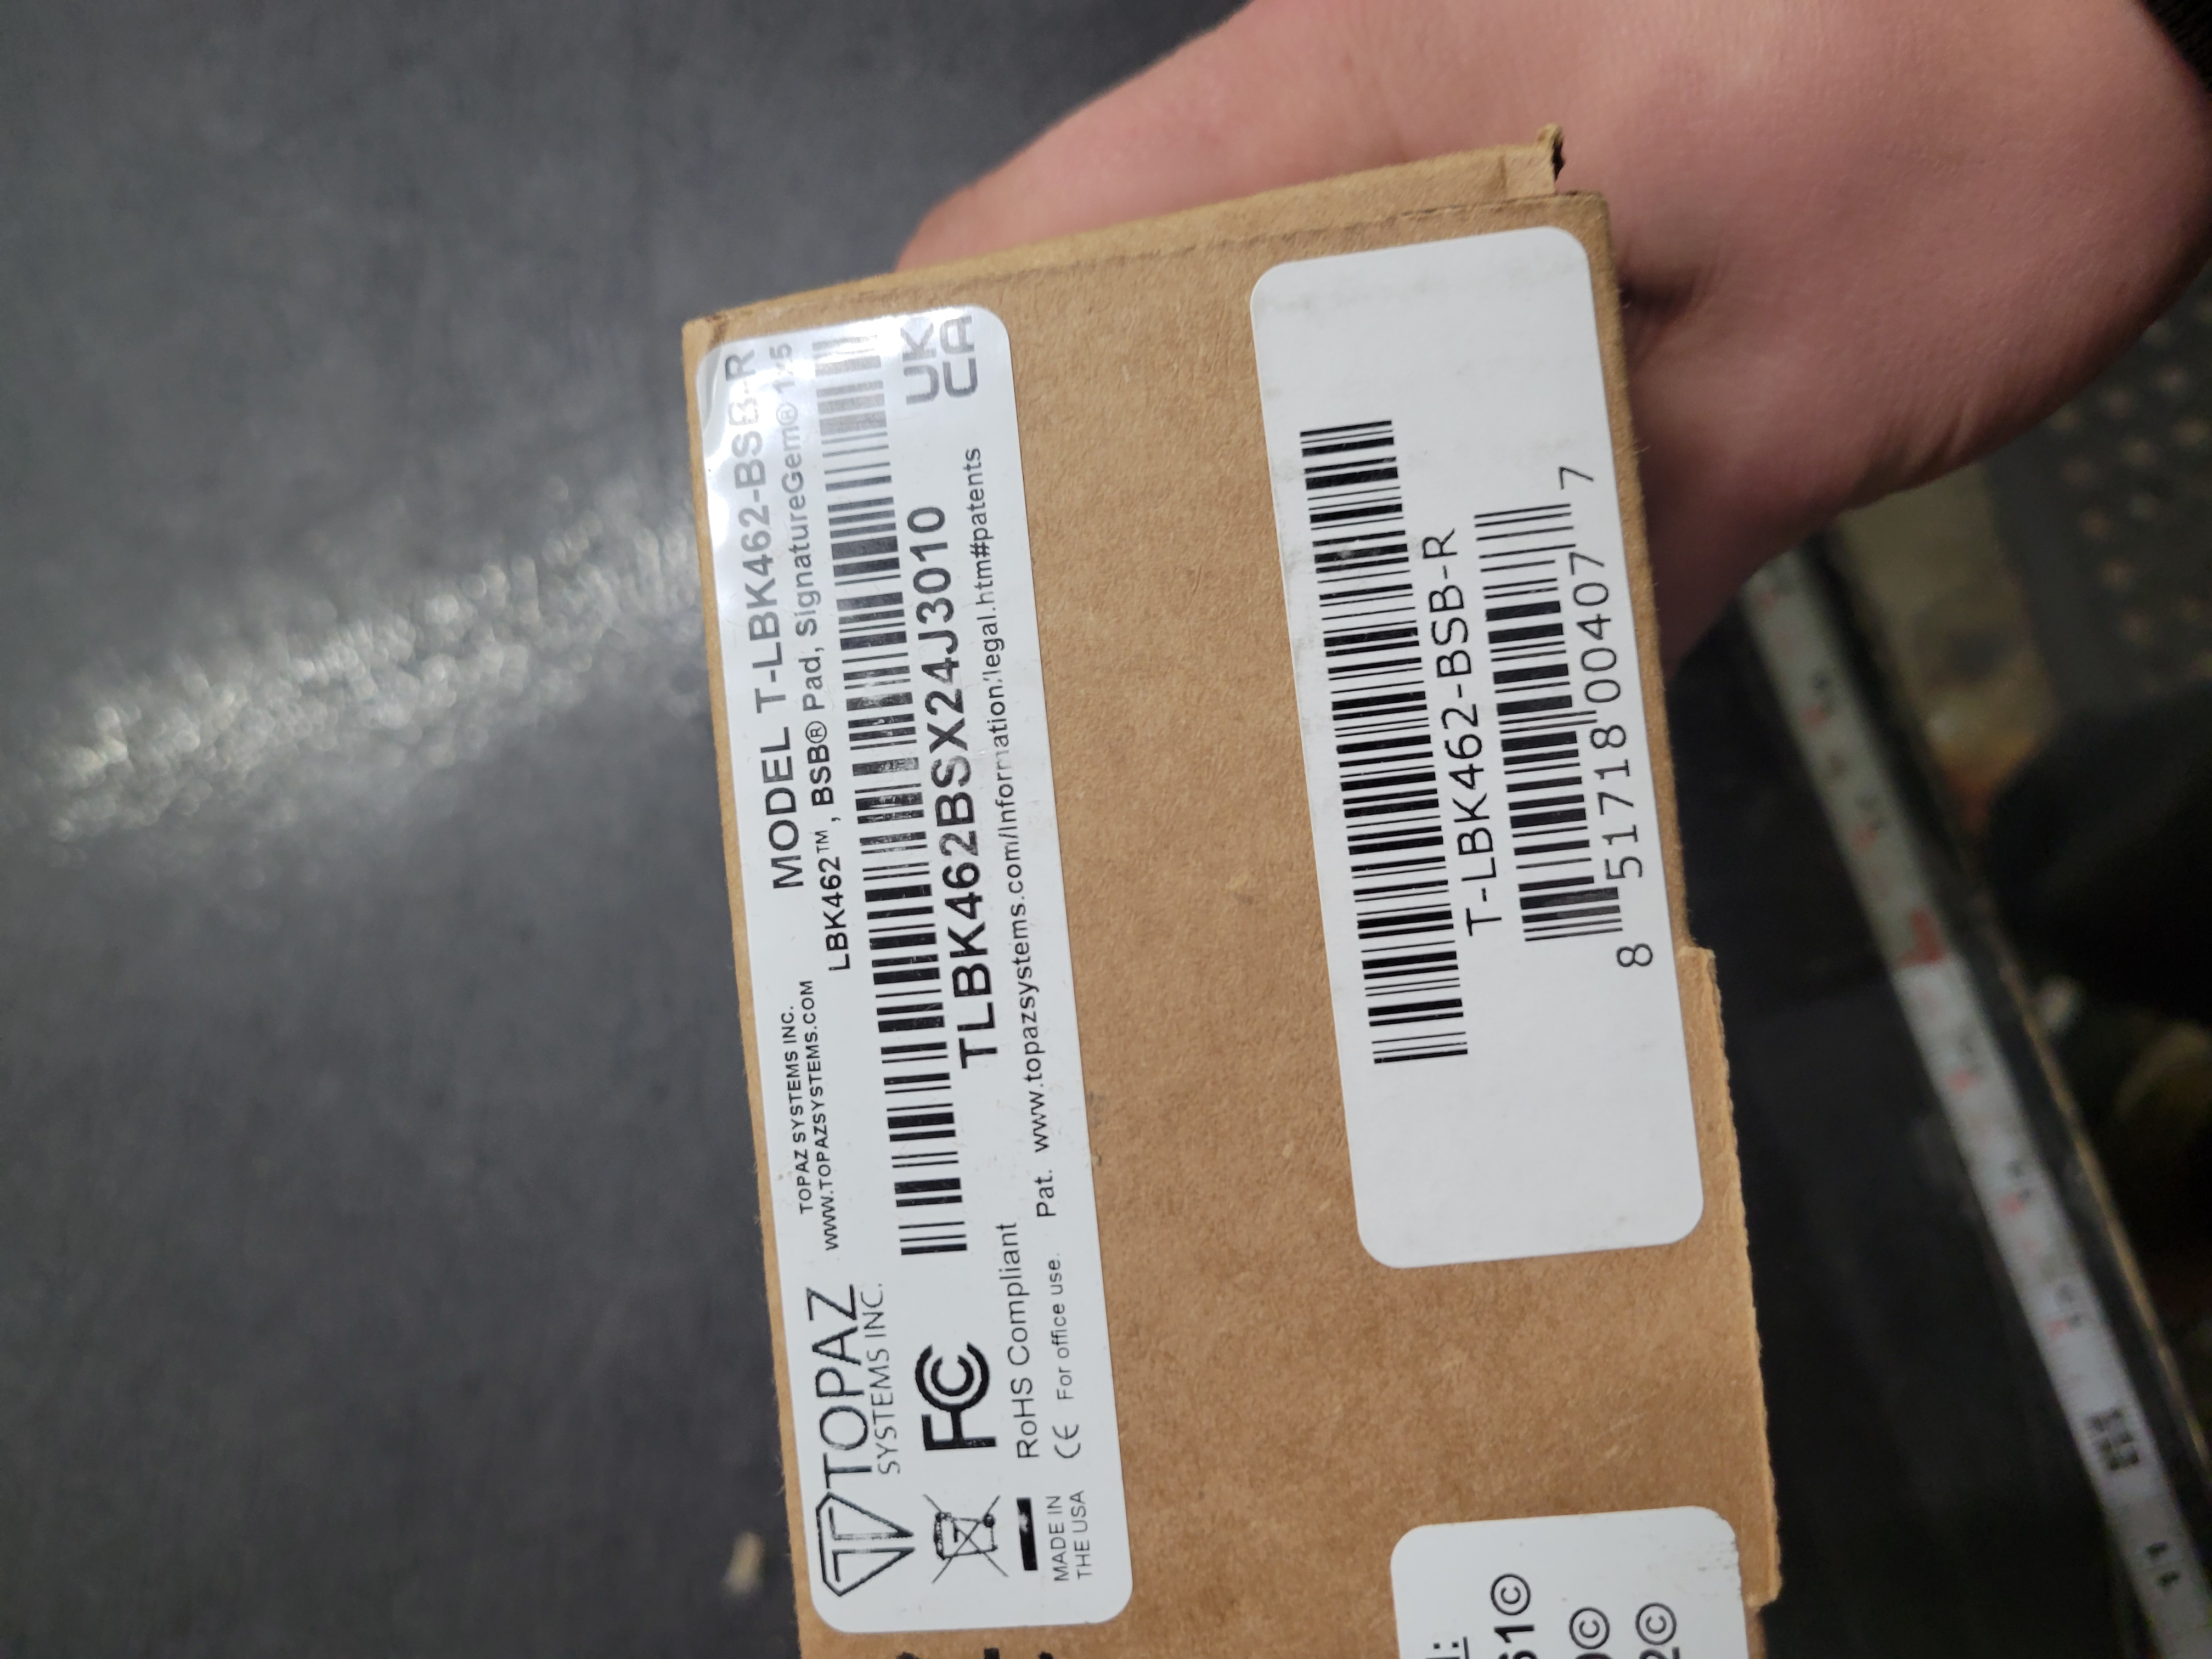 TOPAZ
SYSTEMS INC.
TOPAZ SYSTEMS INC.
WWW.TOPAZSYSTEMS.COM
MODEL T-LBK462-BSB-R
LBK462™, BSB® Pad, SignatureGem® 1x5
TLBK462BSX24J3010
FC
UK
CA
RoHS Compliant
MADE IN
THE USA
CE For office use. Pat. www.topazsystems.com/Information/legal.htm#patents
T-LBK462-BSB-R
8 51718 00407 7